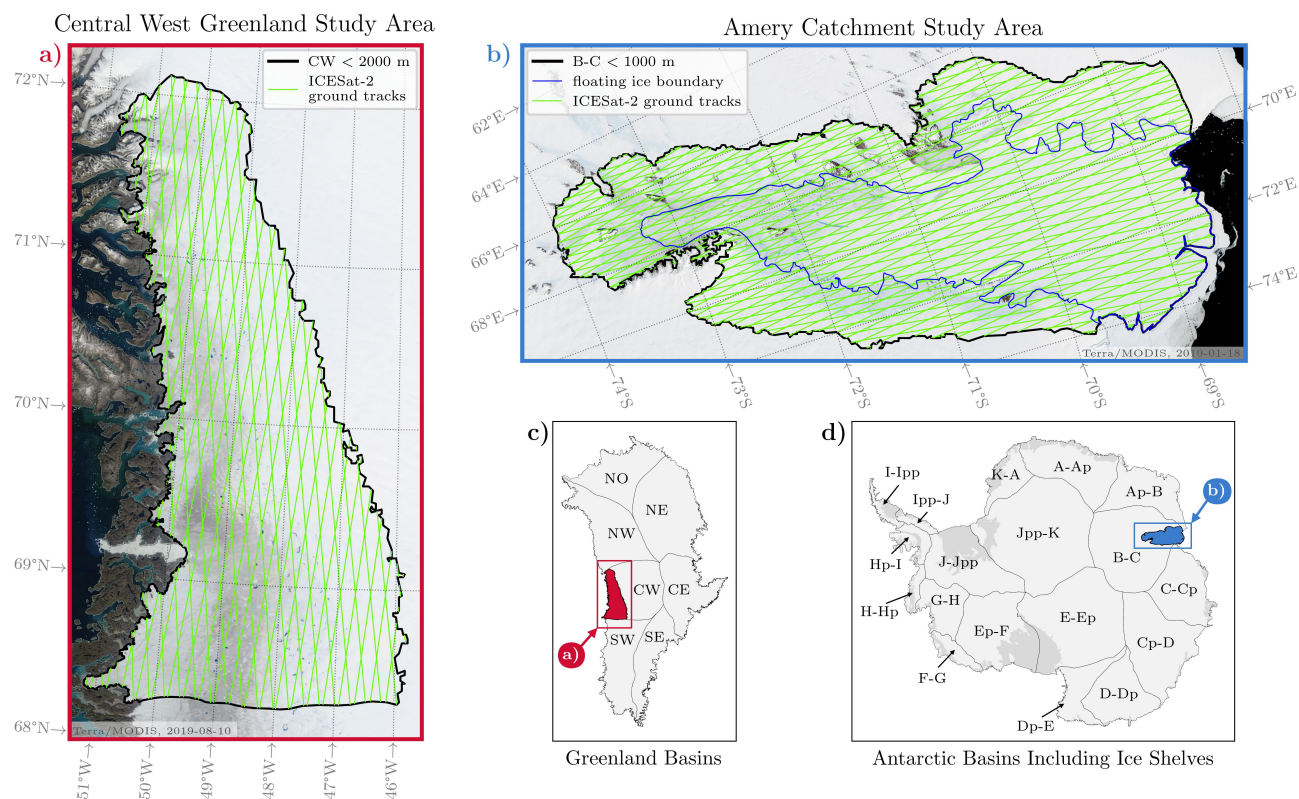 Central West Greenland Study Area
a)
CW < 2000 m
ICESat-2
ground tracks
72°N
71°N
70°N
69°N
68°N
Terra/MODIS, 2019-08-10
51°W
50°W
49°W
48°W
47°W
46°W
Amery Catchment Study Area
b)
B-C < 1000 m
floating ice boundary
ICESat-2 ground tracks
62°E
64°E
66°E
68°E
70°E
72°E
74°E
Terra/MODIS, 2019-01-18
74°S
73°S
72°S
71°S
70°S
69°S
c)
NO
NE
NW
CW
CE
SW
SE
a)
Greenland Basins
d)
I-Ipp
Ipp-J
K-A
A-Ap
Ap-B
b)
Jpp-K
B-C
Hp-I
J-Jpp
H-Hp
G-H
C-Cp
Ep-F
E-Ep
Cp-D
F-G
D-Dp
Dp-E
Antarctic Basins Including Ice Shelves